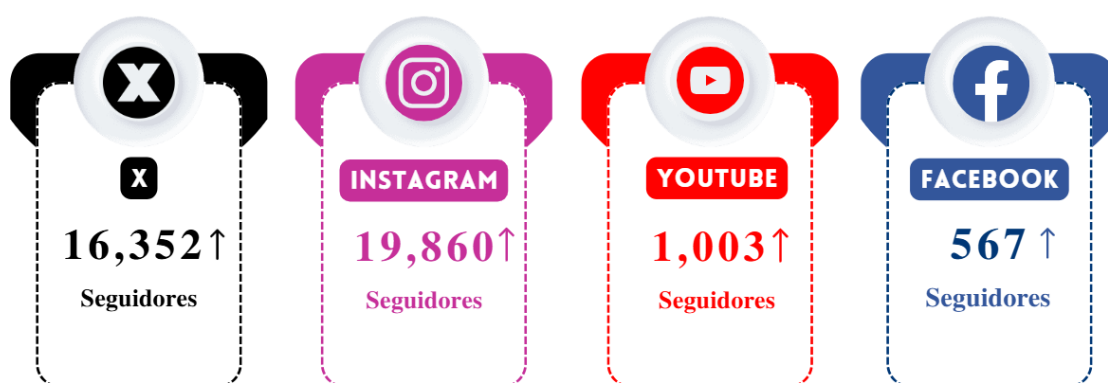 X
X
16,352↑
Seguidores
INSTAGRAM
19,860↑
Seguidores
YOUTUBE
1,003↑
Seguidores
f
FACEBOOK
567 ↑
Seguidores